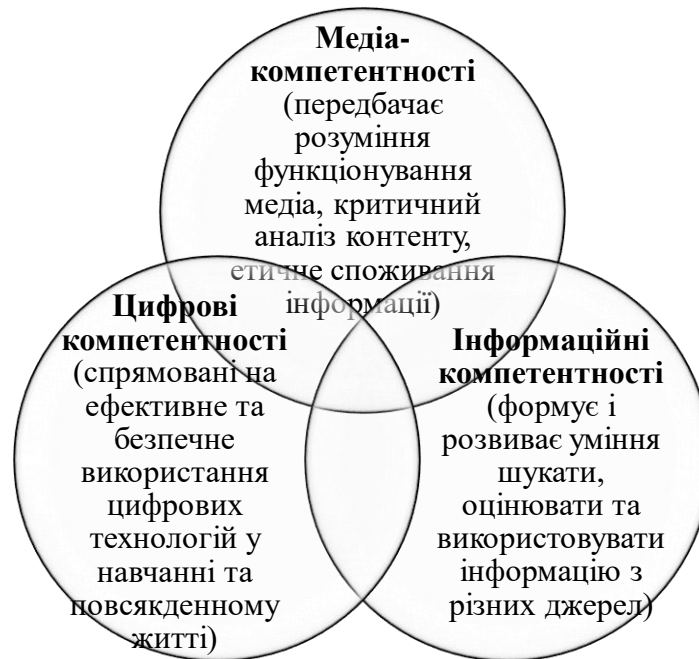 Медіа-
компетентності
(передбачає
розуміння
функціонування
медіа, критичний
аналіз контенту,
етичне споживання
інформації)
Цифрові
компетентності
(спрямовані на
ефективне та
безпечне
використання
цифрових
технологій у
навчанні та
повсякденному
житті)
Інформаційні
компетентності
(формує і
розвиває уміння
шукати,
оцінювати та
використовувати
інформацію з
різних джерел)